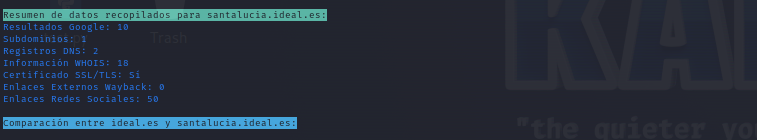 Resumen de datos recopilados para santalucia.ideal.es:
Resultados Google: 10
Subdominios: 1
Registros DNS: 2
Información WHOIS: 18
Certificado SSL/TLS: Sí
Enlaces Externos Wayback: 0
Enlaces Redes Sociales: 50
Comparación entre ideal.es y santalucia.ideal.es:
Trash
KA
"the quieter yo